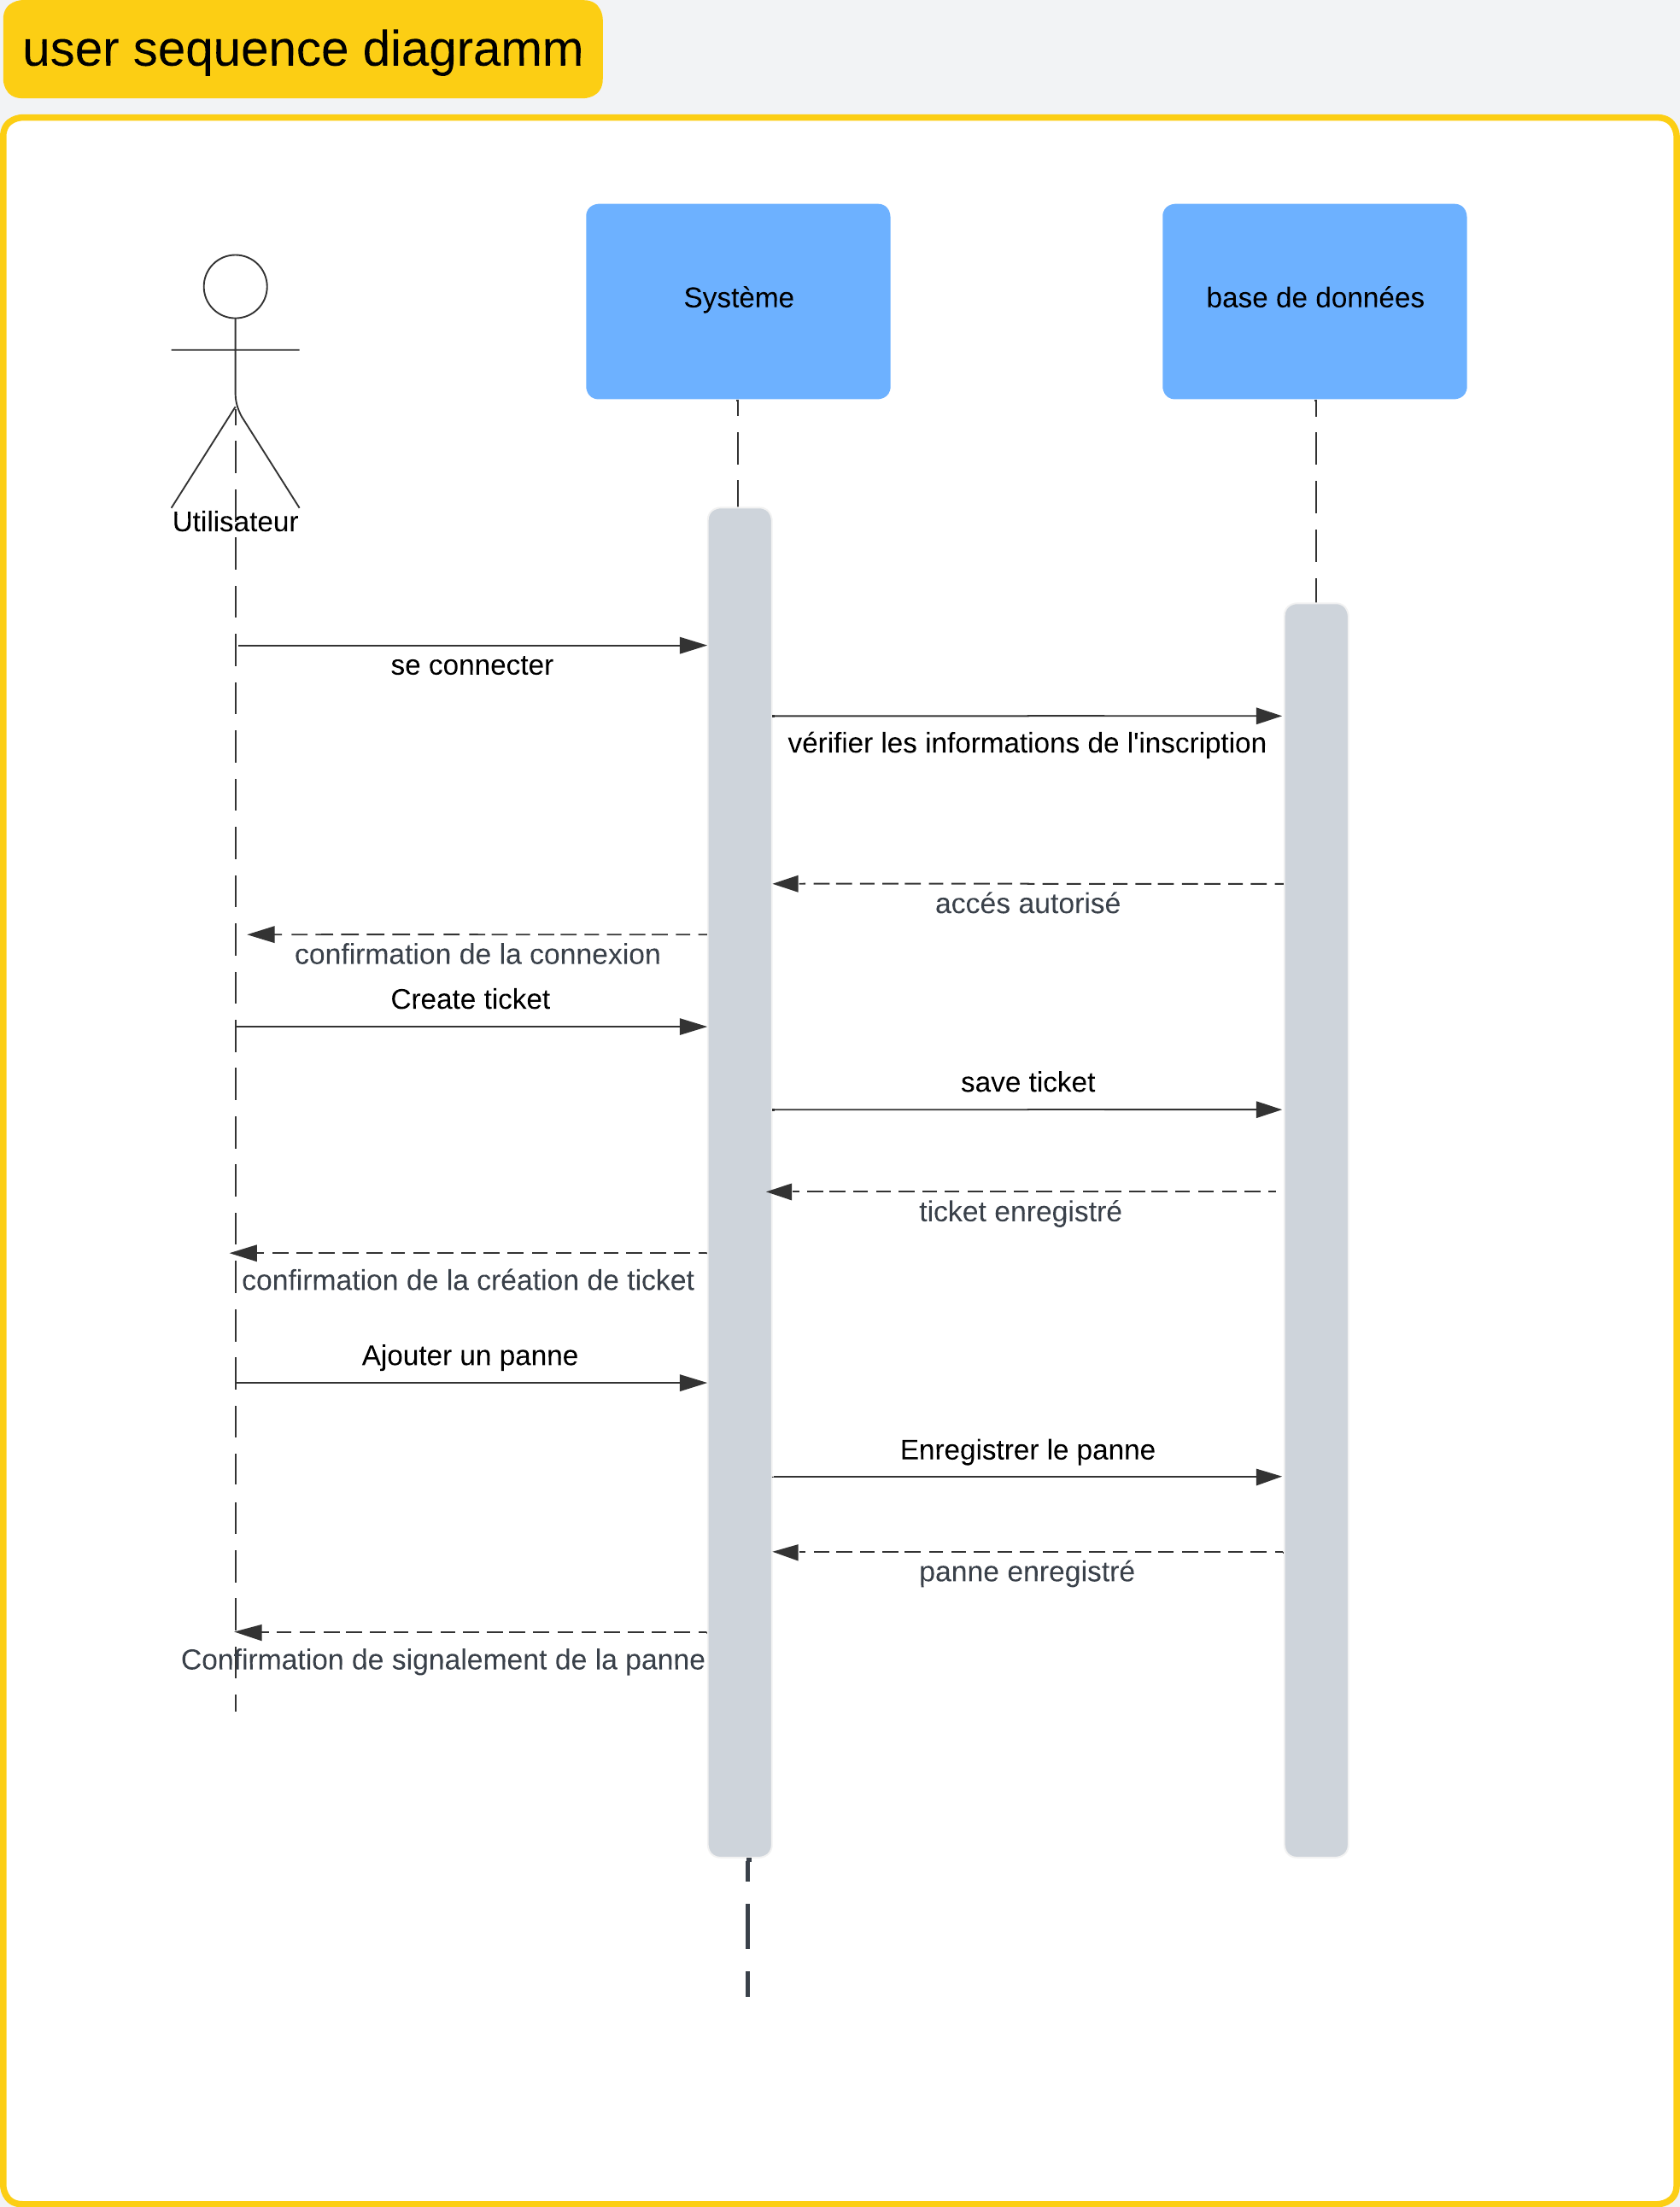 user sequence diagramm
Système
base de données
Utilisateur
se connecter
vérifier les informations de l'inscription
accés autorisé
confirmation de la connexion
Create ticket
save ticket
ticket enregistré
confirmation de la création de ticket
Ajouter un panne
Enregistrer le panne
panne enregistré
Confirmation de signalement de la panne